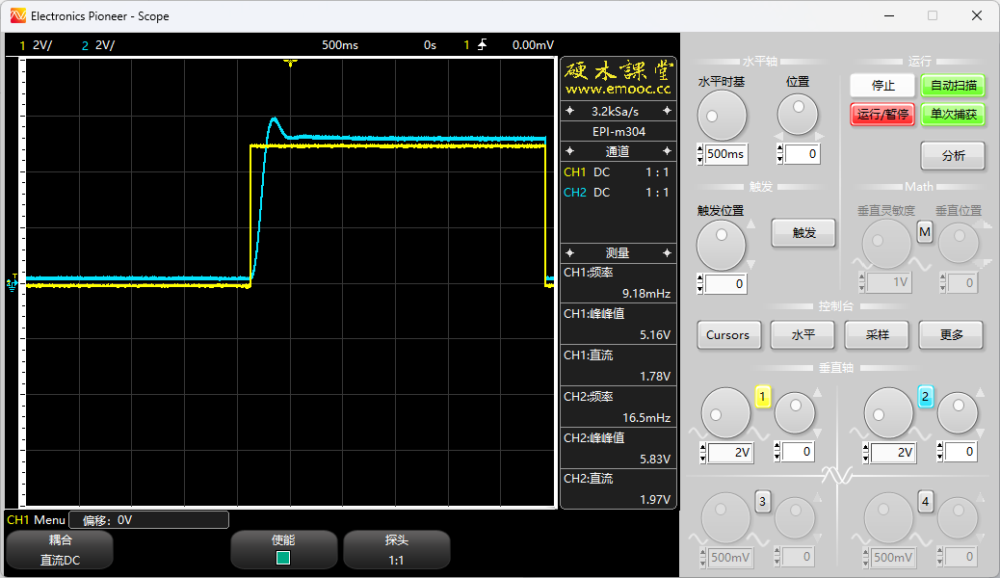 Electronics Pioneer - Scope
1 2V/ 2 2V/ 500ms 0s 1 0.00mV
硬木課堂
www.emooc.cc
3.2kSa/s
EPI-m304
通道
CH1 DC 1 : 1
CH2 DC 1 : 1
测量
CH1:频率
9.18mHz
CH1:峰峰值
5.16V
CH1:直流
1.78V
CH2:频率
16.5mHz
CH2:峰峰值
5.83V
CH2:直流
1.97V
T
CH1 Menu 偏移: 0V
耦合
直流DC
使能
探头
1:1
水平轴
水平时基 位置
500ms 0
运行
停止 自动扫描
运行/暂停 单次捕获
分析
触发
触发位置
触发
0
Math
垂直灵敏度 垂直位置
M
1V 0
控制台
Cursors 水平 采样 更多
垂直轴
1 2
2V 0 2V 0
3 4
500mV 0 500mV 0